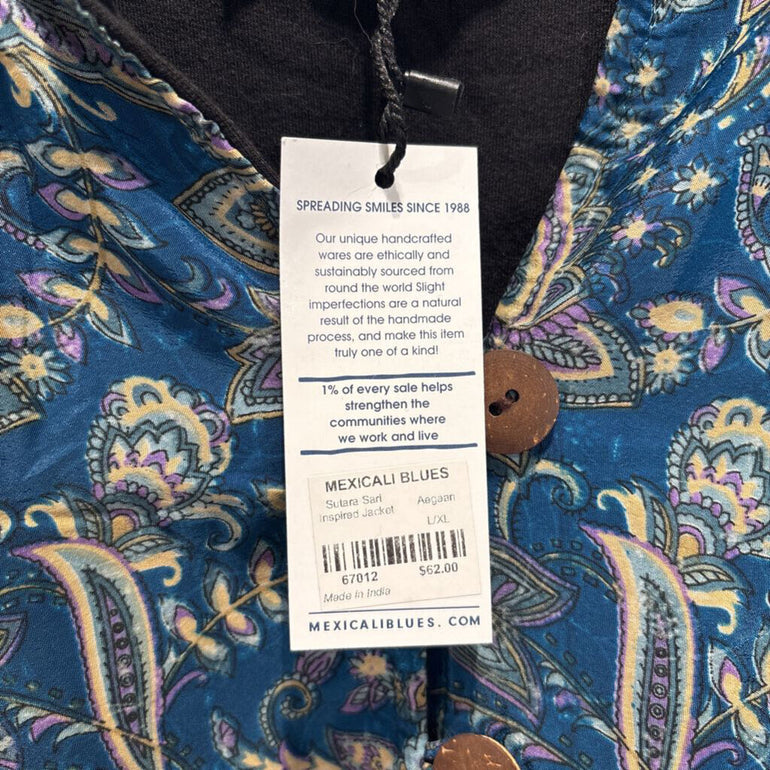 SPREADING SMILES SINCE 1988
Our unique handcrafted
wares are ethically and
sustainably sourced from
round the world Slight
imperfections are a natural
result of the handmade
process, and make this item
truly one of a kind!
1% of every sale helps
strengthen the
communities where
we work and live
MEXICALI BLUES
Sutara Sari Aegean
Inspired Jacket L/XL
67012 $62.00
Made in India
MEXICALIBLUES. COM